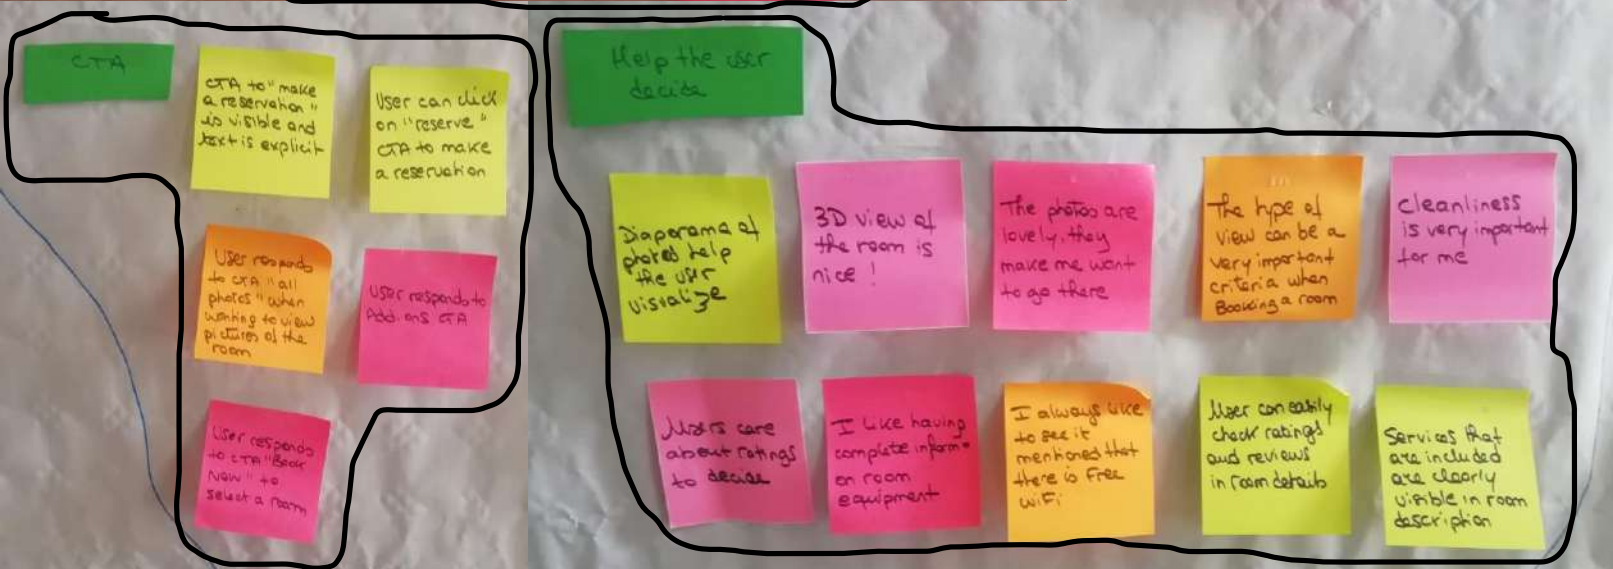 CTA
CTA to "make
a reservation"
is visible and
text is explicit
User can click
on "reserve"
CTA to make
a reservation
User responds
to CTA "all
photos" when
wanting to view
pictures of the
room
User responds to
Add-ons CTA
User responds
to CTA "Book
Now" to
select a room
Help the user
decide
Diaporama of
photos help
the user
visualize
3D view of
the room is
nice !
The photos are
lovely, they
make me want
to go there
The type of
view can be a
very important
criteria when
Booking a room
Cleanliness
is very important
for me
Users care
about ratings
to decide
I like having
complete inform°
on room
equipment
I always like
to see it
mentioned that
there is Free
WiFi
User can easily
check ratings
and reviews
in room details
Services that
are included
are clearly
visible in room
description